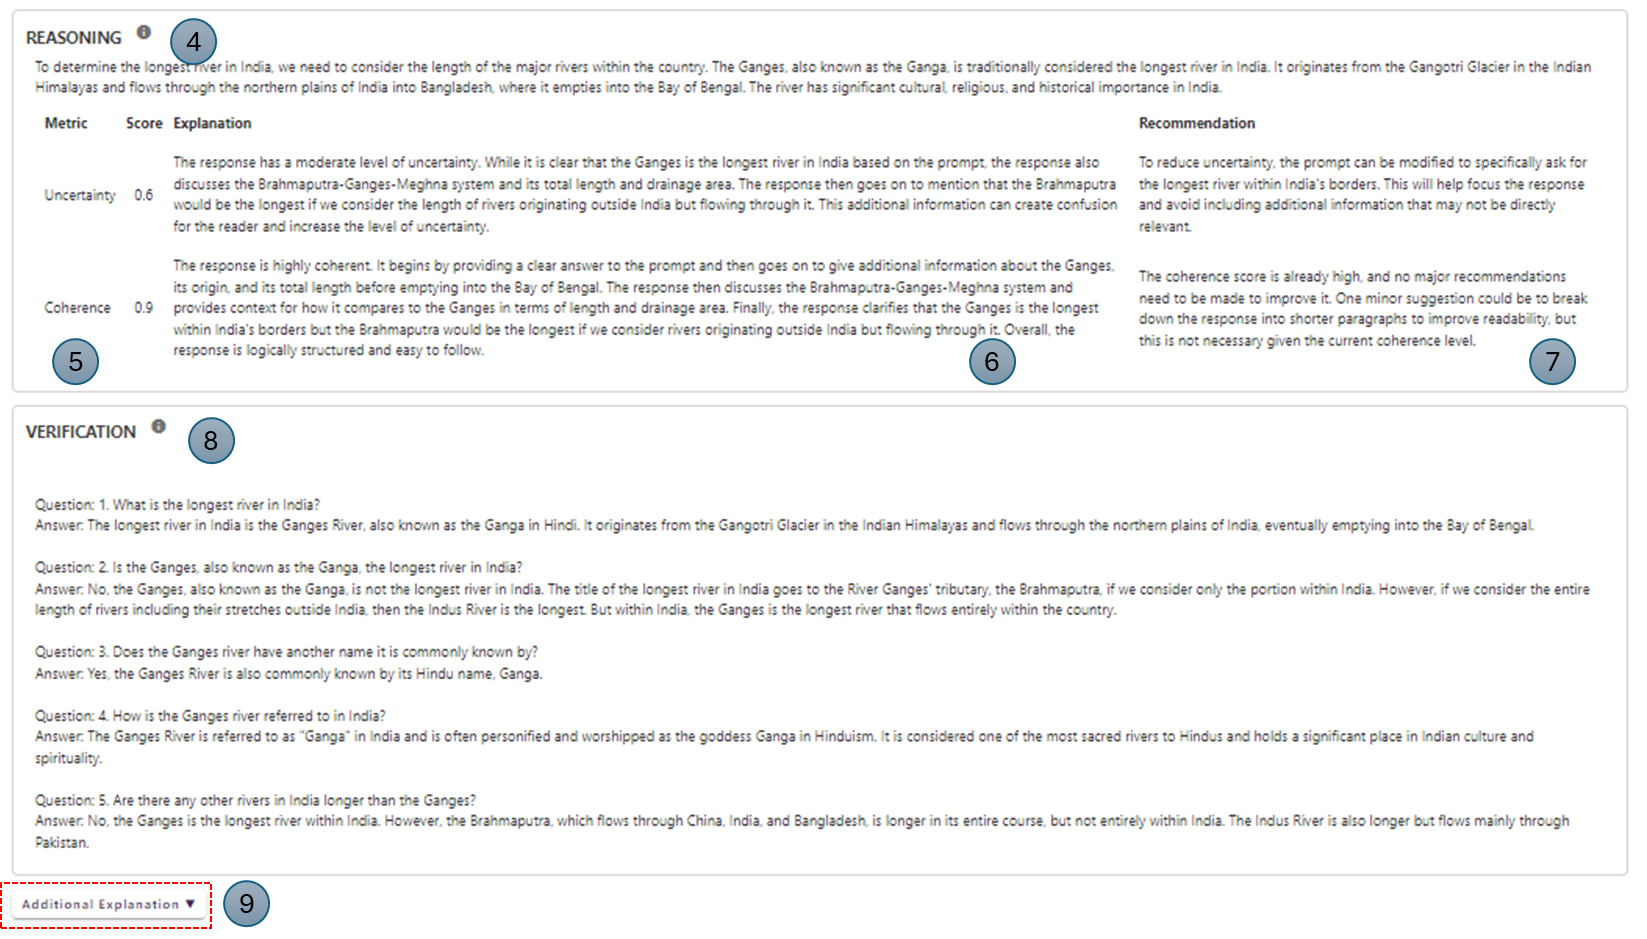 REASONING
4
To determine the longest river in India, we need to consider the length of the major rivers within the country. The Ganges, also known as the Ganga, is traditionally considered the longest river in India. It originates from the Gangotri Glacier in the Indian
Himalayas and flows through the northern plains of India into Bangladesh, where it empties into the Bay of Bengal. The river has significant cultural, religious, and historical importance in India.
Metric Score Explanation Recommendation
Uncertainty 0.6
The response has a moderate level of uncertainty. While it is clear that the Ganges is the longest river in India based on the prompt, the response also
discusses the Brahmaputra-Ganges-Meghna system and its total length and drainage area. The response then goes on to mention that the Brahmaputra
would be the longest if we consider the length of rivers originating outside India but flowing through it. This additional information can create confusion
for the reader and increase the level of uncertainty.
To reduce uncertainty, the prompt can be modified to specifically ask for
the longest river within India's borders. This will help focus the response
and avoid including additional information that may not be directly
relevant.
Coherence 0.9
The response is highly coherent. It begins by providing a clear answer to the prompt and then goes on to give additional information about the Ganges,
its origin, and its total length before emptying into the Bay of Bengal. The response then discusses the Brahmaputra-Ganges-Meghna system and
provides context for how it compares to the Ganges in terms of length and drainage area. Finally, the response clarifies that the Ganges is the longest
within India's borders but the Brahmaputra would be the longest if we consider rivers originating outside India but flowing through it. Overall, the
response is logically structured and easy to follow.
The coherence score is already high, and no major recommendations
need to be made to improve it. One minor suggestion could be to break
down the response into shorter paragraphs to improve readability, but
this is not necessary given the current coherence level.
5
6
7
VERIFICATION
8
Question: 1. What is the longest river in India?
Answer: The longest river in India is the Ganges River, also known as the Ganga in Hindi. It originates from the Gangotri Glacier in the Indian Himalayas and flows through the northern plains of India, eventually emptying into the Bay of Bengal.
Question: 2. Is the Ganges, also known as the Ganga, the longest river in India?
Answer: No, the Ganges, also known as the Ganga, is not the longest river in India. The title of the longest river in India goes to the River Ganges' tributary, the Brahmaputra, if we consider only the portion within India. However, if we consider the entire
length of rivers including their stretches outside India, then the Indus River is the longest. But within India, the Ganges is the longest river that flows entirely within the country.
Question: 3. Does the Ganges river have another name it is commonly known by?
Answer: Yes, the Ganges River is also commonly known by its Hindu name, Ganga.
Question: 4. How is the Ganges river referred to in India?
Answer: The Ganges River is referred to as "Ganga" in India and is often personified and worshipped as the goddess Ganga in Hinduism. It is considered one of the most sacred rivers to Hindus and holds a significant place in Indian culture and
spirituality.
Question: 5. Are there any other rivers in India longer than the Ganges?
Answer: No, the Ganges is the longest river within India. However, the Brahmaputra, which flows through China, India, and Bangladesh, is longer in its entire course, but not entirely within India. The Indus River is also longer but flows mainly through
Pakistan.
Additional Explanation ▼
9